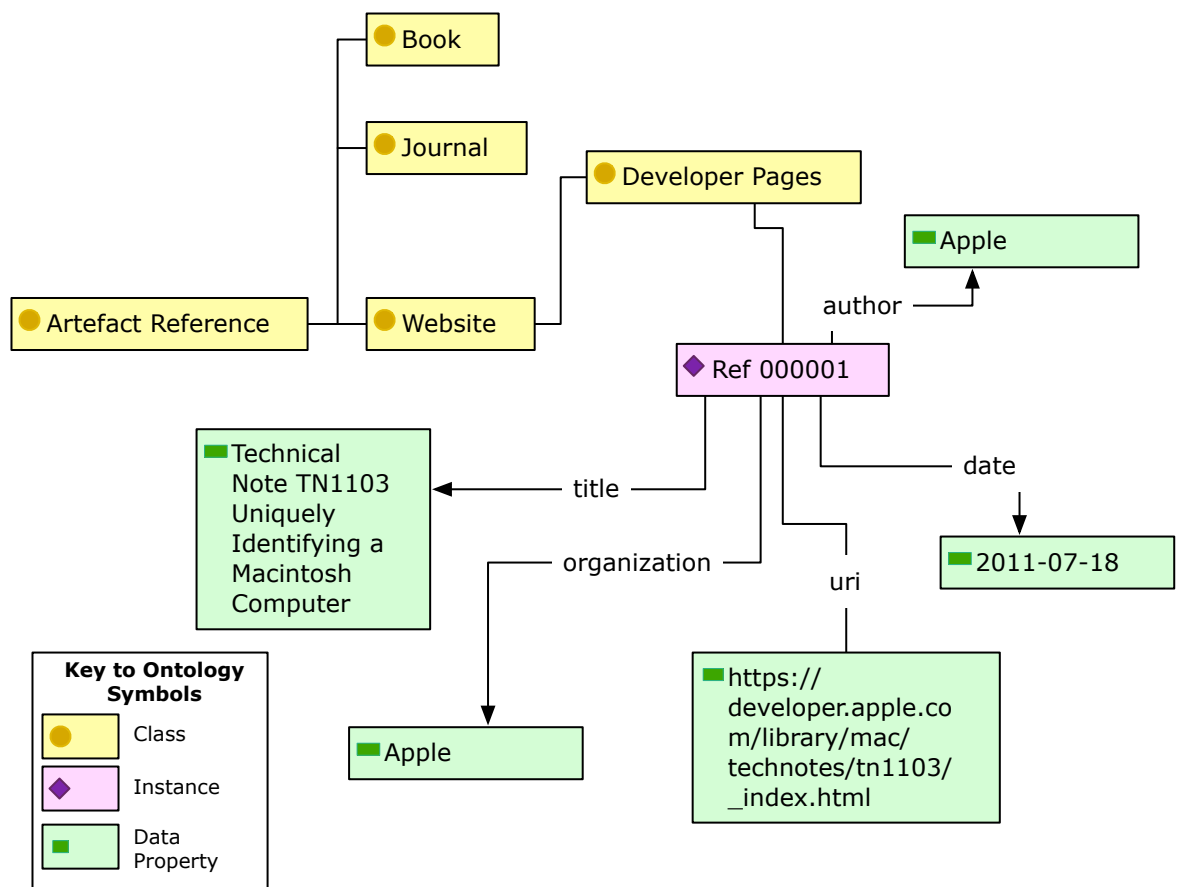 Book
Journal
Developer Pages
Apple
author
Artefact Reference
Website
Ref 000001
Technical
Note TN1103
Uniquely
Identifying a
Macintosh
Computer
title
date
organization
2011-07-18
uri
Apple
https://
developer.apple.co
m/library/mac/
technotes/tn1103/
_index.html
Key to Ontology
Symbols
Class
Instance
Data
Property